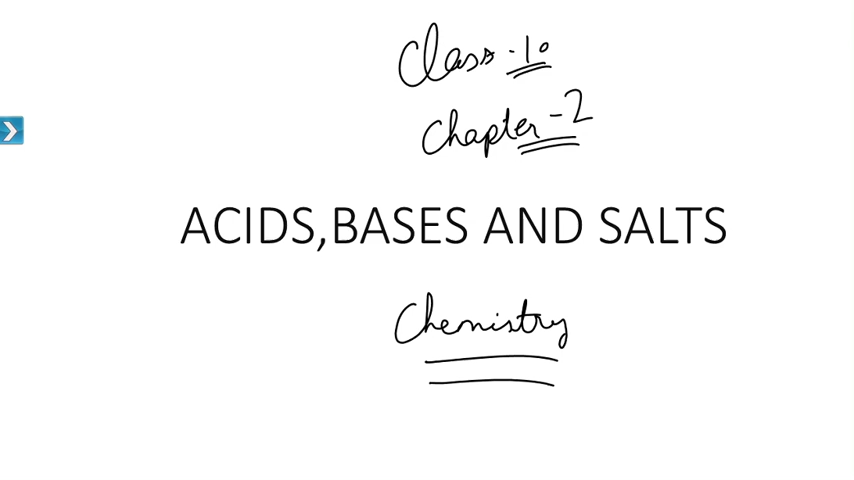 Class.10
Chapter-2
ACIDS,BASES AND SALTS
Chemistry